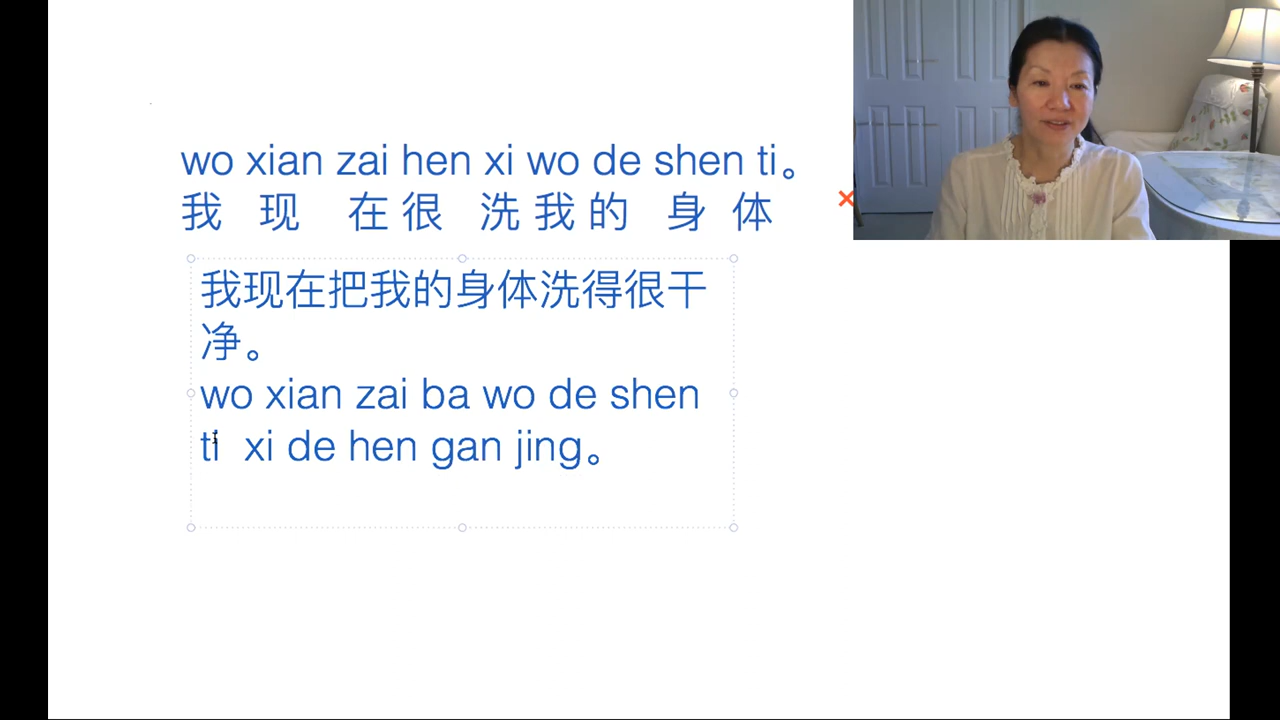 wo xian zai hen xi wo de shen ti。
我 现 在 很 洗 我 的 身 体
我现在把我的身体洗得很干
净。
wo xian zai ba wo de shen
ti xi de hen gan jing。